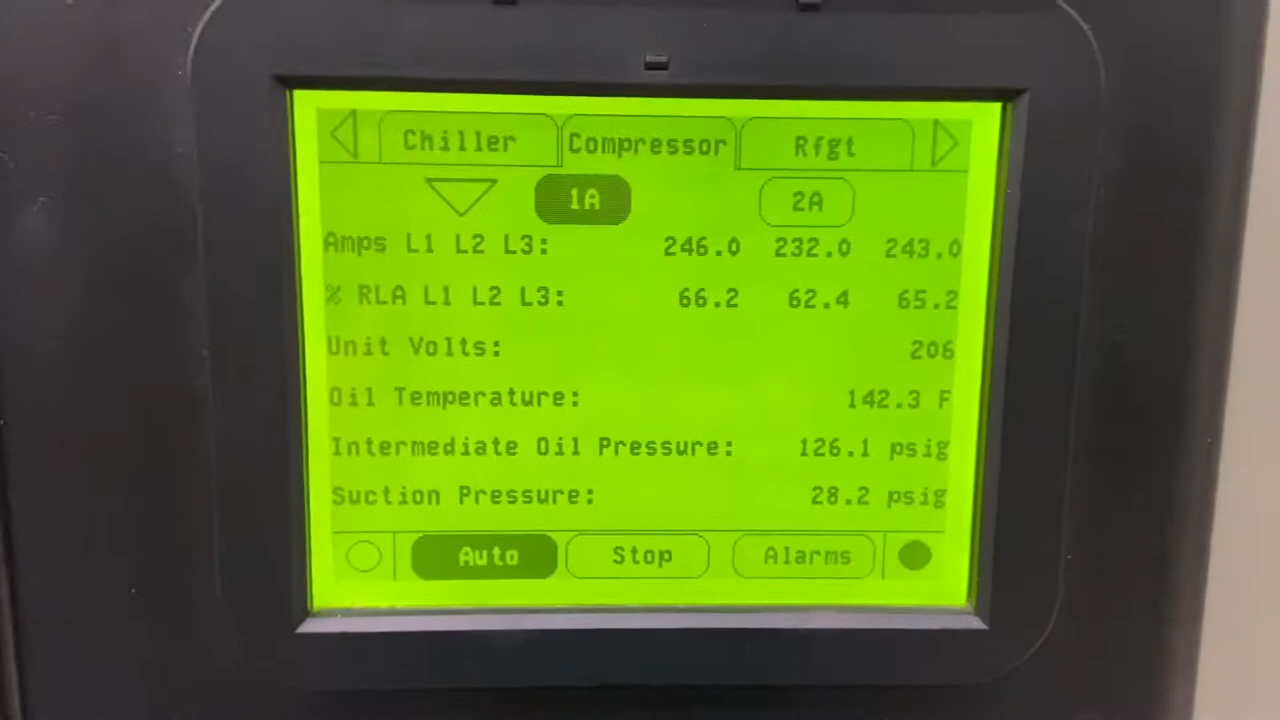 Chiller Compressor Rfgt
1A 2A
Amps L1 L2 L3: 246.0 232.0 243.0
% RLA L1 L2 L3: 66.2 62.4 65.2
Unit Volts: 206
Oil Temperature: 142.3 F
Intermediate Oil Pressure: 126.1 psig
Suction Pressure: 28.2 psig
Auto Stop Alarms